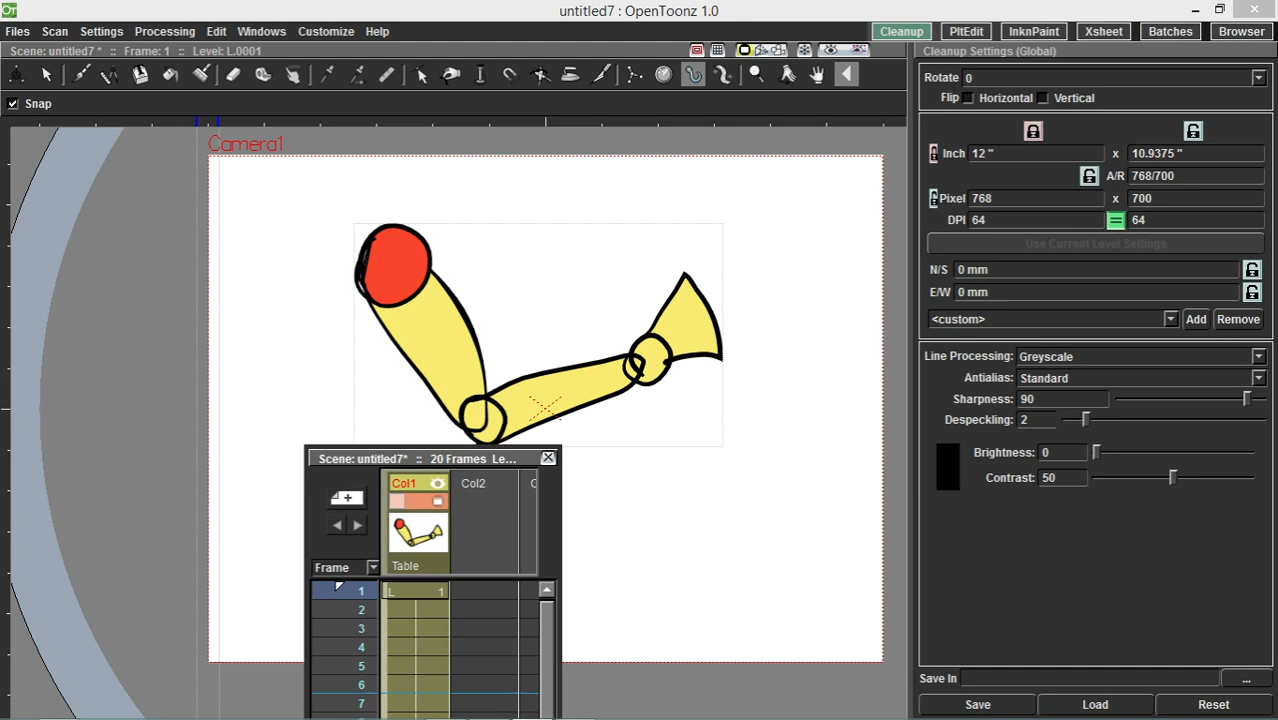 OT
untitled7 : OpenToonz 1.0
Files Scan Settings Processing Edit Windows Customize Help
Cleanup PltEdit InknPaint Xsheet Batches Browser
Scene: untitled7 * :: Frame: 1 :: Level: L.0001
Cleanup Settings (Global)
Rotate 0
Flip Horizontal Vertical
Snap
Camera1
Inch 12 " x 10.9375 "
A/R 768/700
Pixel 768 x 700
DPI 64 64
Use Current Level Settings
N/S 0 mm
E/W 0 mm
<custom> Add Remove
Line Processing: Greyscale
Antialias: Standard
Sharpness: 90
Despeckling: 2
Brightness: 0
Contrast: 50
Scene: untitled7* :: 20 Frames Le...
Col1 Col2
Frame
Table
1 L 1
2
3
4
5
6
7
Save In ...
Save Load Reset